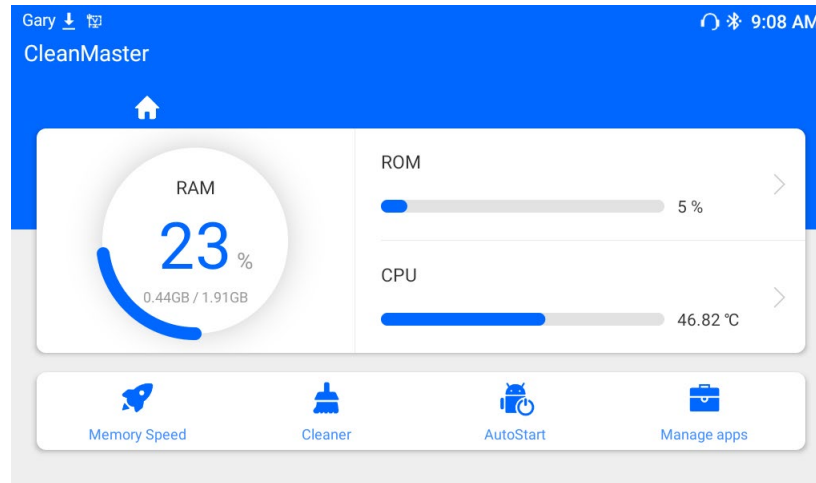 Gary
9:08 AM
CleanMaster
RAM
23 %
0.44GB / 1.91GB
ROM
5 %
CPU
46.82 ℃
Memory Speed
Cleaner
AutoStart
Manage apps